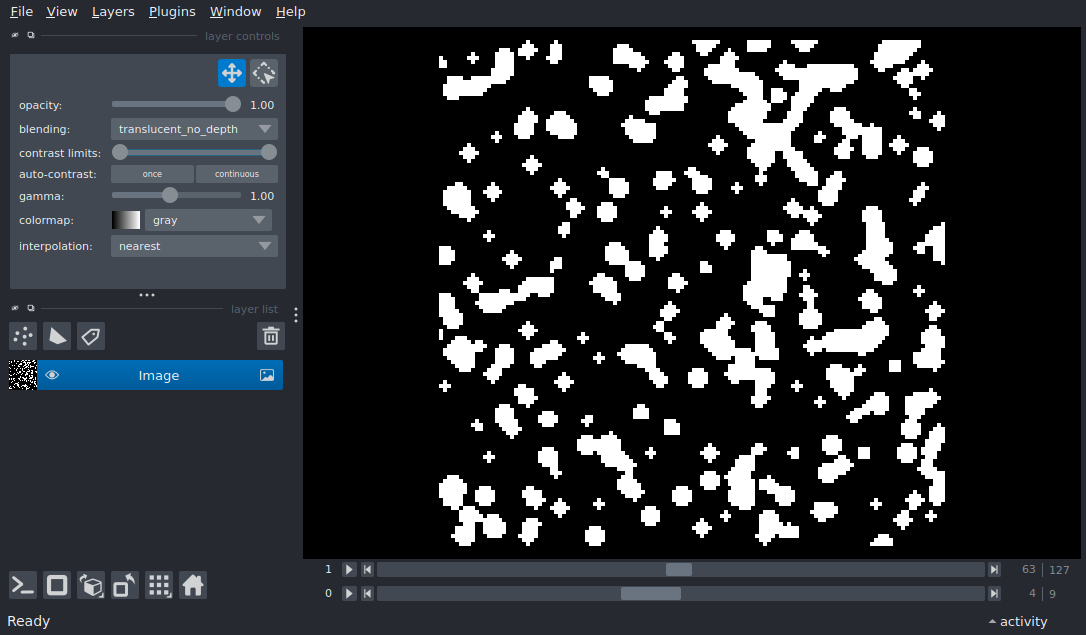 File View Layers Plugins Window Help
layer controls
opacity: 1.00
blending: translucent_no_depth
contrast limits:
auto-contrast: once continuous
gamma: 1.00
colormap: gray
interpolation: nearest
layer list
Image
1 63 127
0 4 9
Ready activity